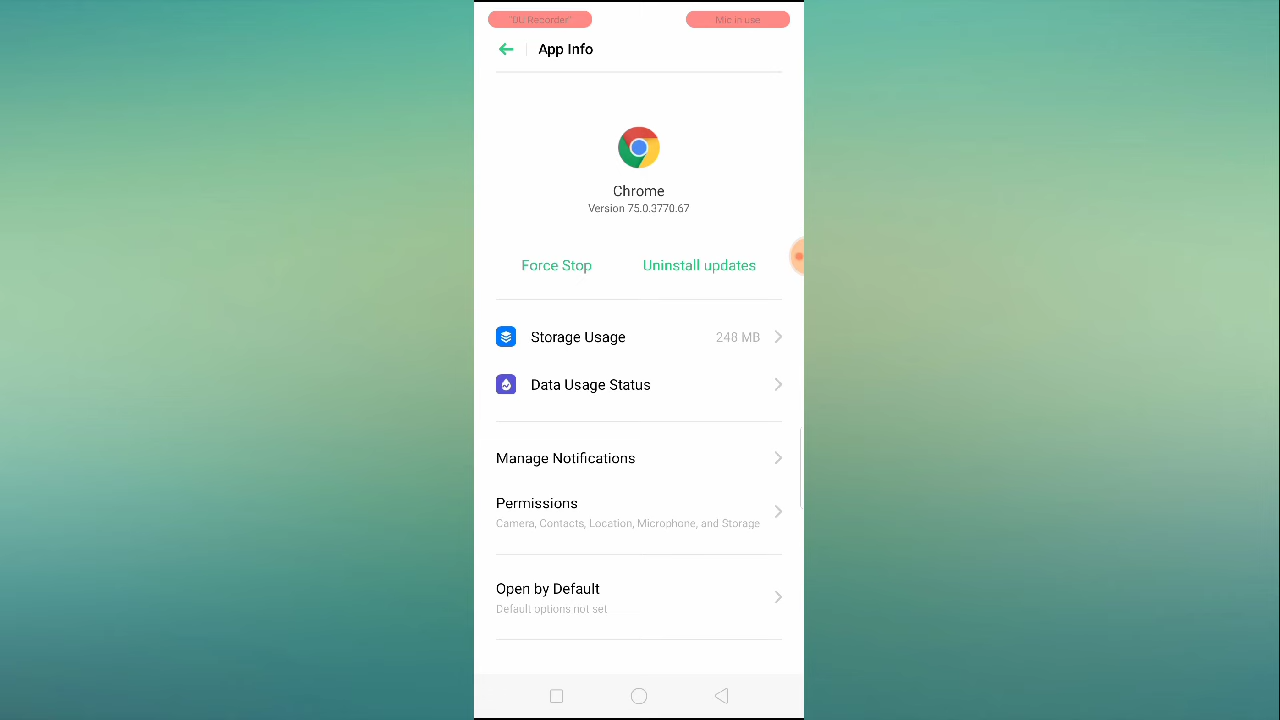 "DU Recorder"
Mic in use
App Info
Chrome
Version 75.0.3770.67
Force Stop
Uninstall updates
Storage Usage 248 MB
Data Usage Status
Manage Notifications
Permissions
Camera, Contacts, Location, Microphone, and Storage
Open by Default
Default options not set